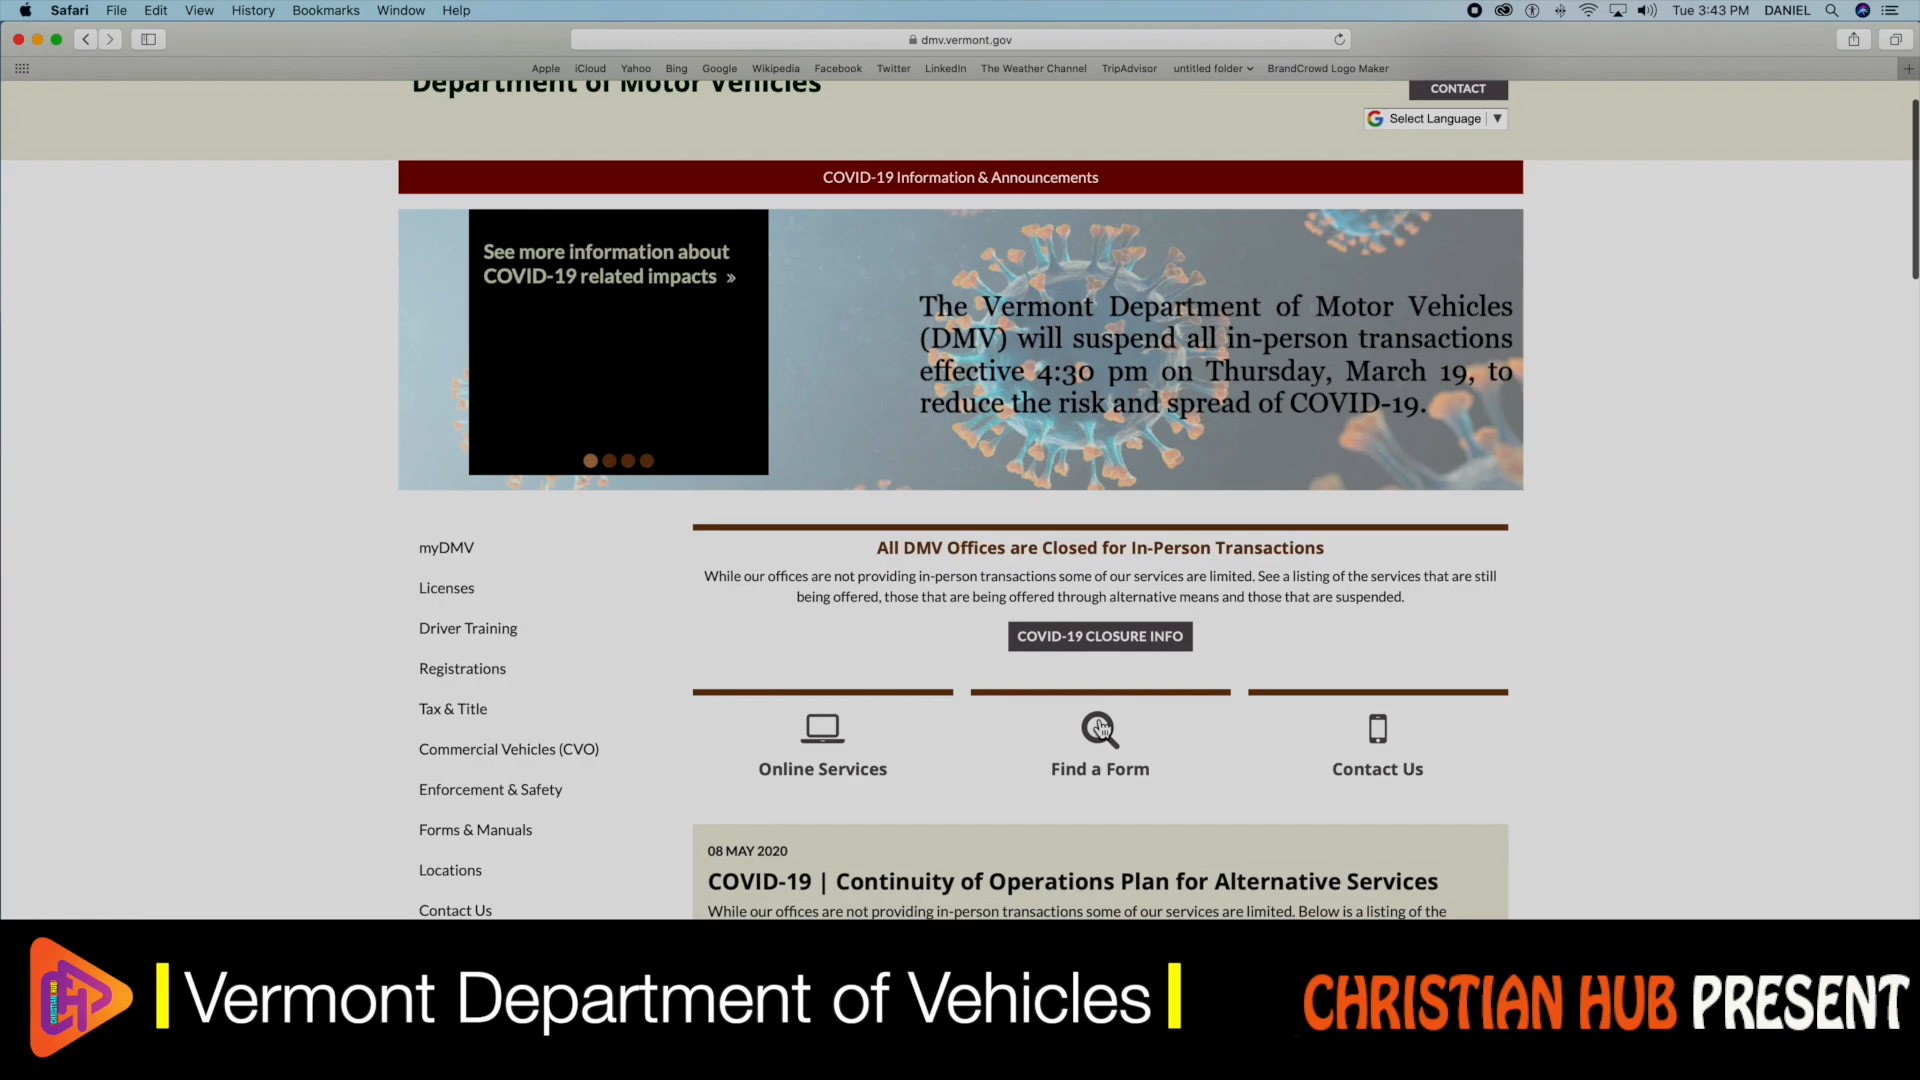 Safari File Edit View History Bookmarks Window Help Tue 3:43 PM DANIEL
dmv.vermont.gov
Apple iCloud Yahoo Bing Google Wikipedia Facebook Twitter LinkedIn The Weather Channel TripAdvisor untitled folder BrandCrowd Logo Maker
Department of Motor Vehicles
CONTACT
Select Language ▼
COVID-19 Information & Announcements
See more information about
COVID-19 related impacts »
The Vermont Department of Motor Vehicles
(DMV) will suspend all in-person transactions
effective 4:30 pm on Thursday, March 19, to
reduce the risk and spread of COVID-19.
myDMV
Licenses
Driver Training
Registrations
Tax & Title
Commercial Vehicles (CVO)
Enforcement & Safety
Forms & Manuals
Locations
Contact Us
All DMV Offices are Closed for In-Person Transactions
While our offices are not providing in-person transactions some of our services are limited. See a listing of the services that are still
being offered, those that are being offered through alternative means and those that are suspended.
COVID-19 CLOSURE INFO
Online Services
Find a Form
Contact Us
08 MAY 2020
COVID-19 | Continuity of Operations Plan for Alternative Services
While our offices are not providing in-person transactions some of our services are limited. Below is a listing of the
CHRISTIAN HUB
Vermont Department of Vehicles
CHRISTIAN HUB PRESENT